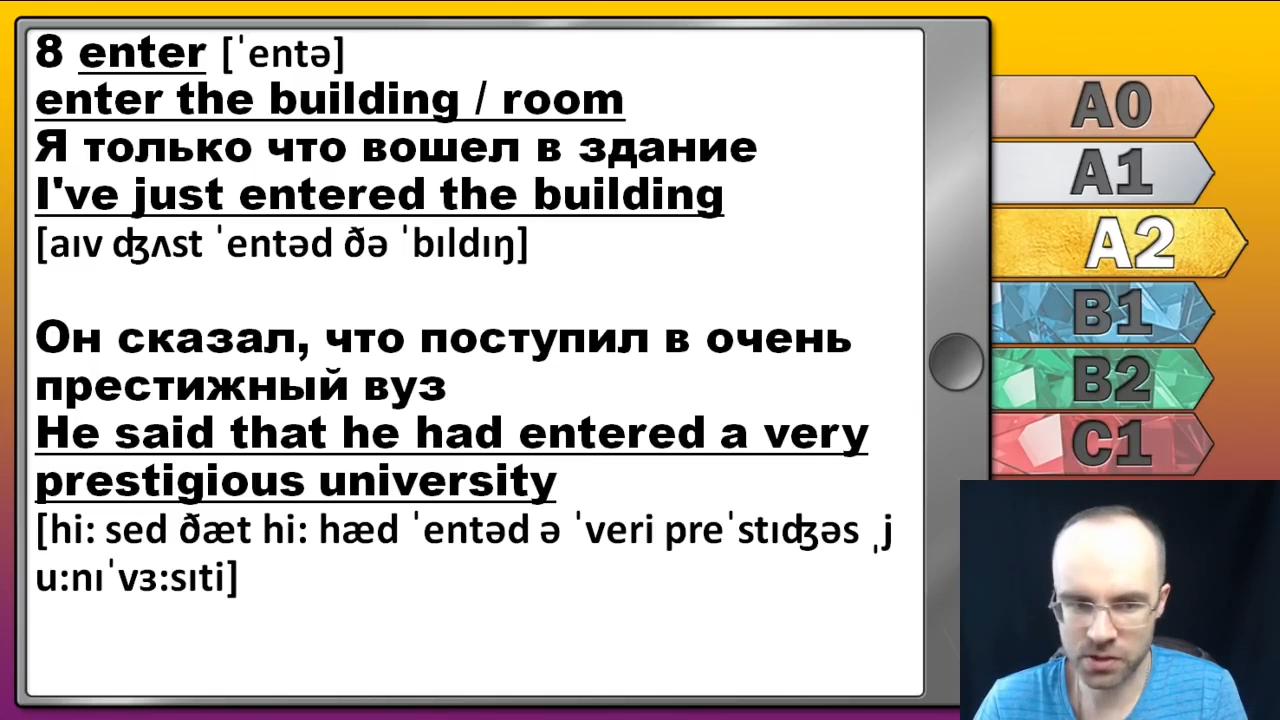 8 enter [ˈentə]
enter the building / room
Я только что вошел в здание
I've just entered the building
[aɪv ʤʌst ˈentəd ðə ˈbɪldɪŋ]
Он сказал, что поступил в очень
престижный вуз
He said that he had entered a very
prestigious university
[hi: sed ðæt hi: hæd ˈentəd ə ˈveri preˈstɪʤəs ˌj
u:nɪˈvɜ:sɪti]
A0
A1
A2
B1
B2
C1